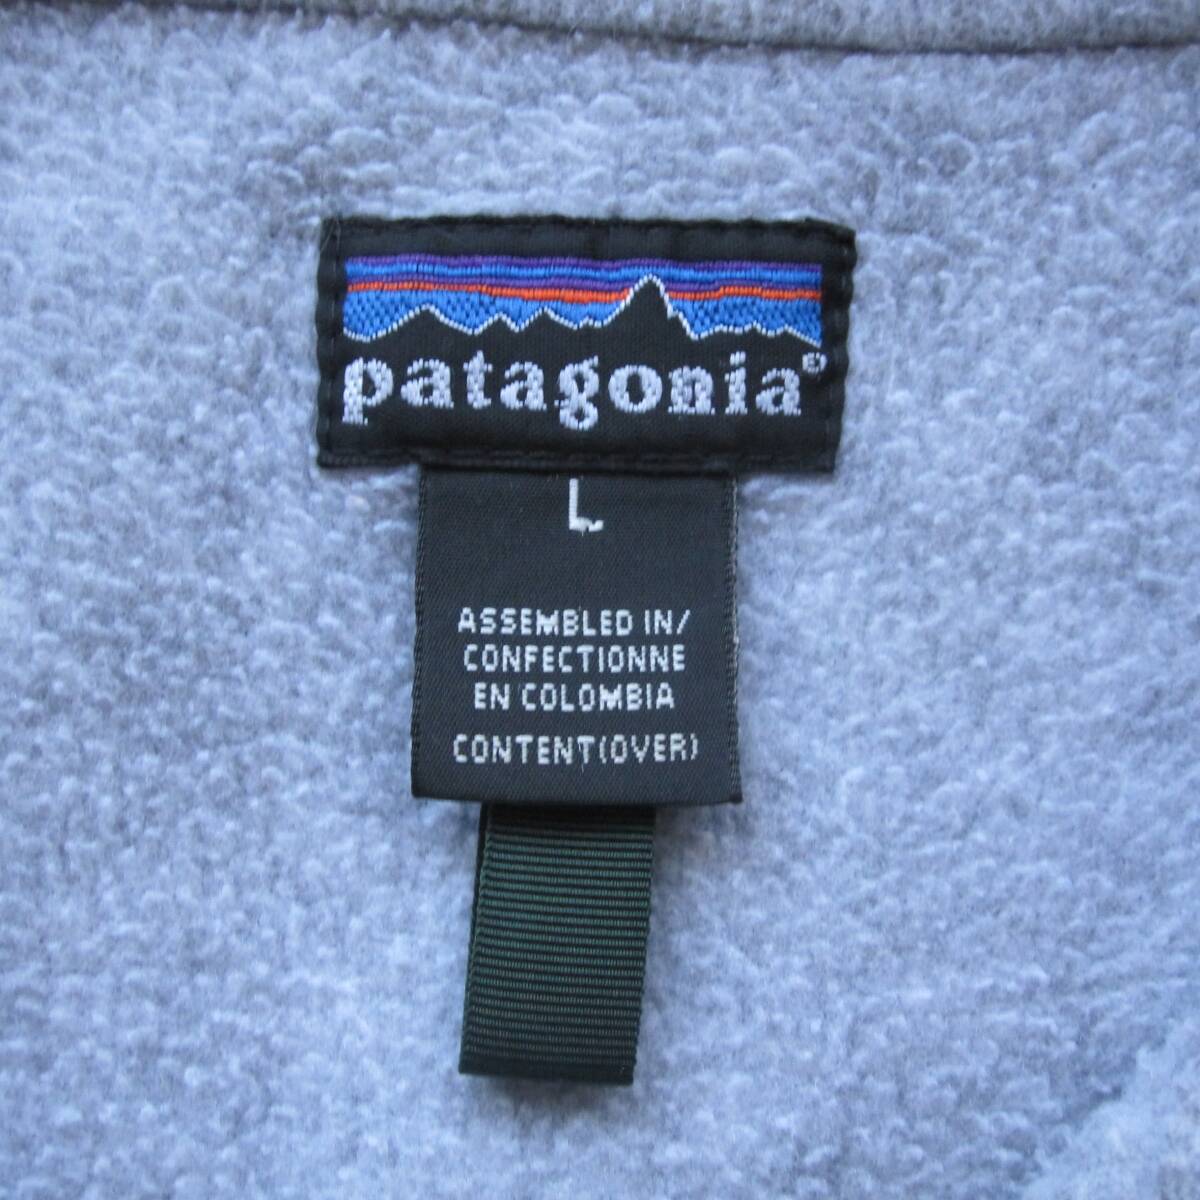 patagonia®
L
ASSEMBLED IN/
CONFECTIONNE
EN COLOMBIA
CONTENT(OVER)